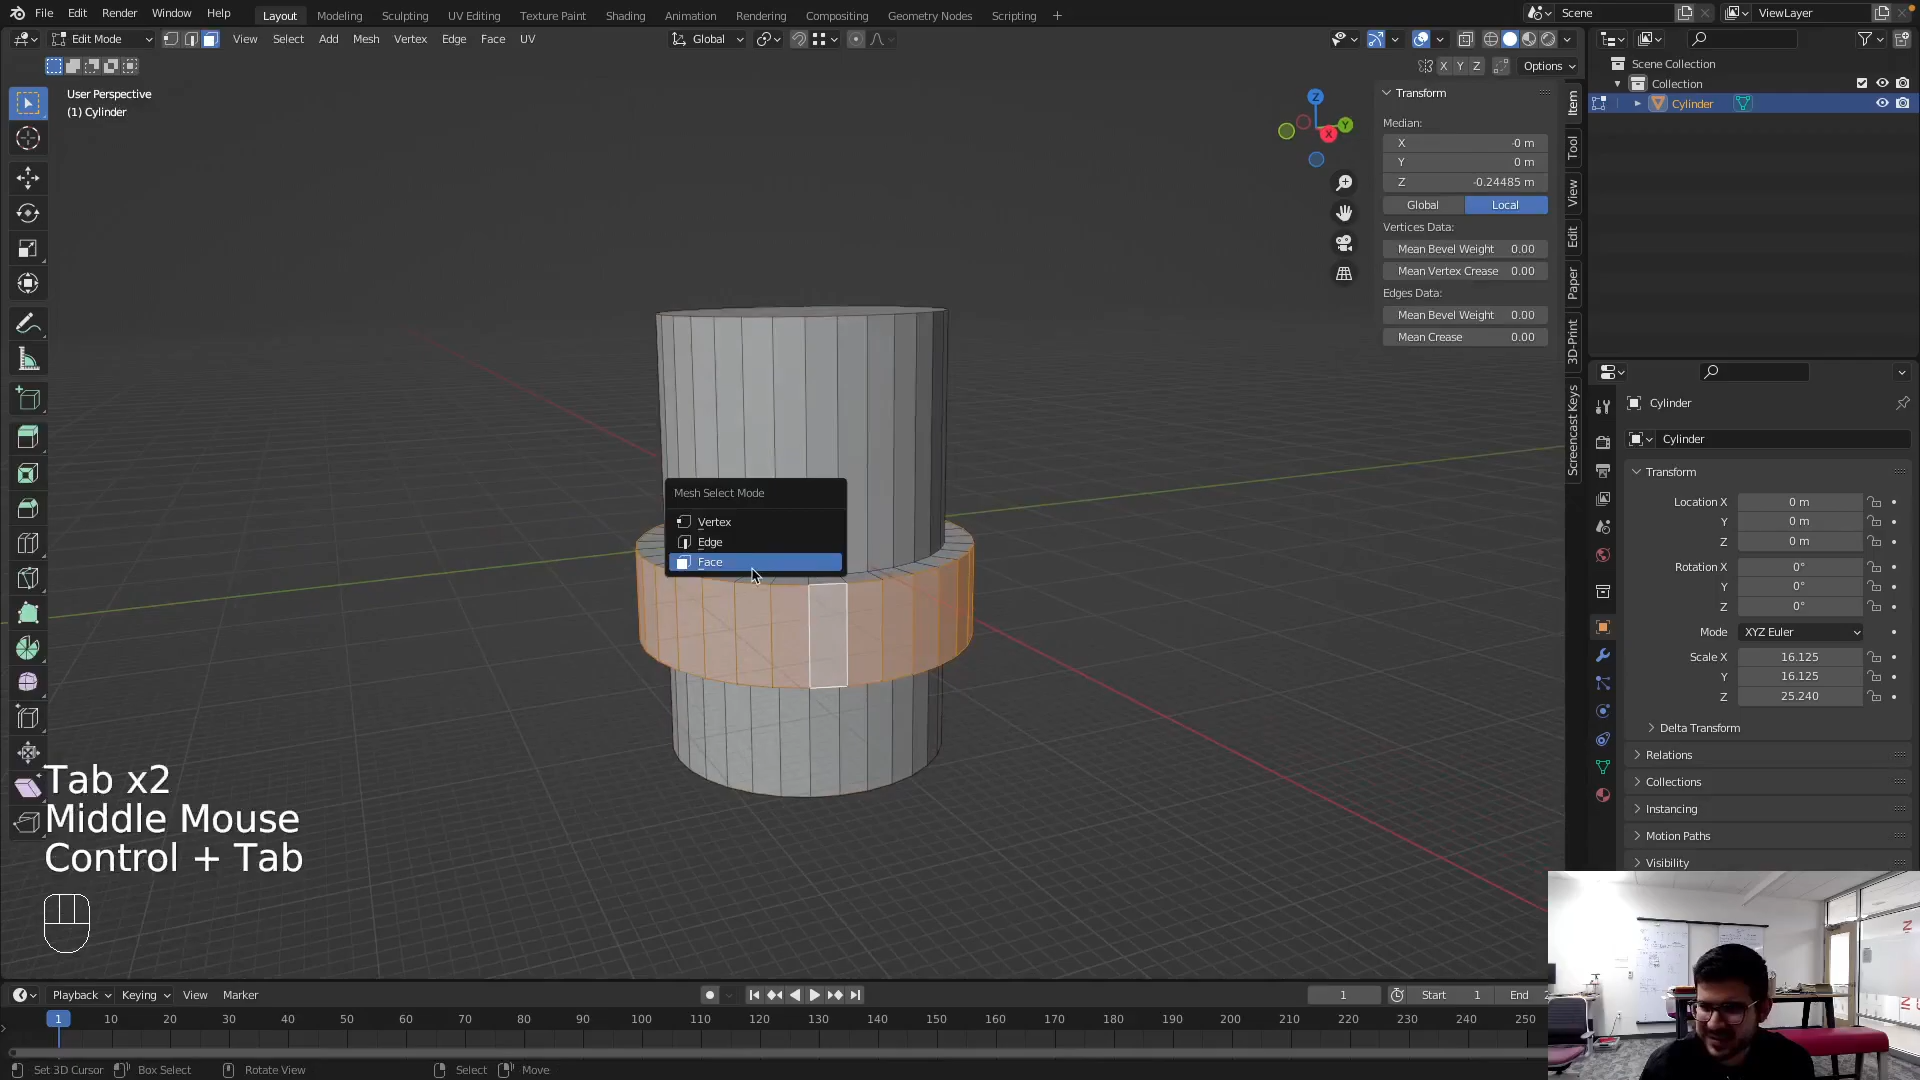 File Edit Render Window Help
Layout Modeling Sculpting UV Editing Texture Paint Shading Animation Rendering Compositing Geometry Nodes Scripting +
Scene
ViewLayer
Edit Mode
View Select Add Mesh Vertex Edge Face UV
Global
X Y Z
Options
User Perspective
(1) Cylinder
Z
Y
X
Transform
Median:
X -0 m
Y 0 m
Z -0.24485 m
Global Local
Vertices Data:
Mean Bevel Weight 0.00
Mean Vertex Crease 0.00
Edges Data:
Mean Bevel Weight 0.00
Mean Crease 0.00
Item
Tool
View
Edit
Paper
3D-Print
Screencast Keys
Scene Collection
Collection
Cylinder
Mesh Select Mode
Vertex
Edge
Face
Cylinder
Cylinder
Transform
Location X 0 m
Y 0 m
Z 0 m
Rotation X 0°
Y 0°
Z 0°
Mode XYZ Euler
Scale X 16.125
Y 16.125
Z 25.240
Delta Transform
Relations
Collections
Instancing
Motion Paths
Visibility
Tab x2
Middle Mouse
Control + Tab
Playback Keying View Marker
1
Start 1
End 2
1 10 20 30 40 50 60 70 80 90 100 110 120 130 140 150 160 170 180 190 200 210 220 230 240 250
Set 3D Cursor Box Select Rotate View Select Move